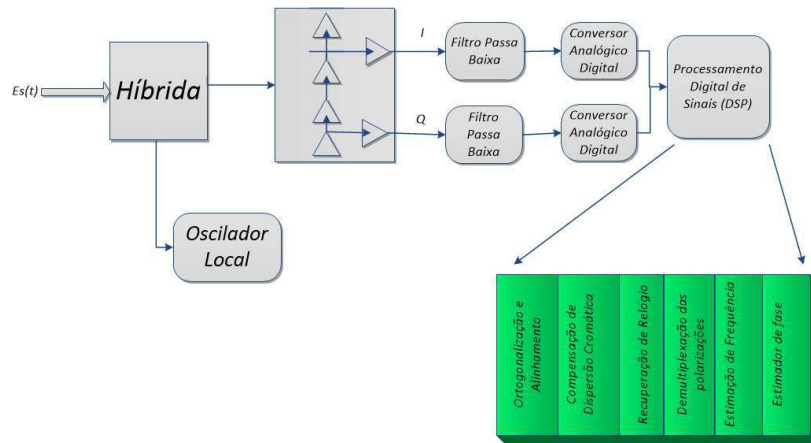 Es(t)
Híbrida
Oscilador
Local
I
Q
Filtro Passa
Baixa
Filtro
Passa
Baixa
Conversor
Analógico
Digital
Conversor
Analógico
Digital
Processamento
Digital de
Sinais (DSP)
Ortogonalização e
Alinhamento
Compensação de
Dispersão Cromática
Recuperação de Relogio
Demultiplexação das
polarizações
Estimação de Frequência
Estimador de fase